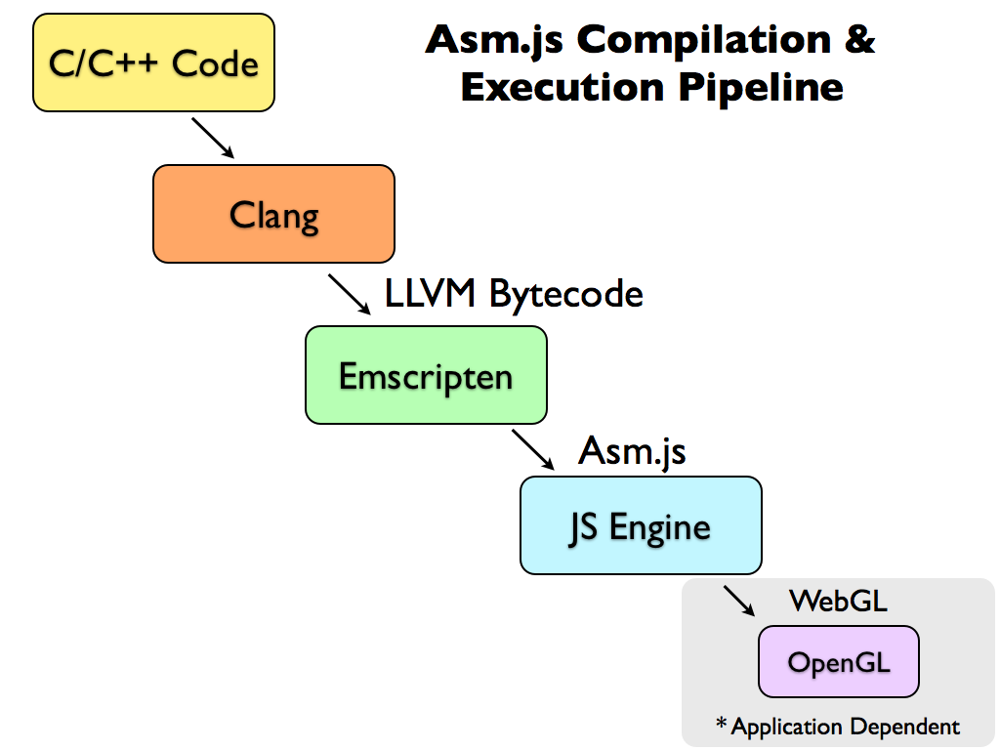 Asm.js Compilation &
Execution Pipeline
C/C++ Code
Clang
LLVM Bytecode
Emscripten
Asm.js
JS Engine
WebGL
OpenGL
* Application Dependent